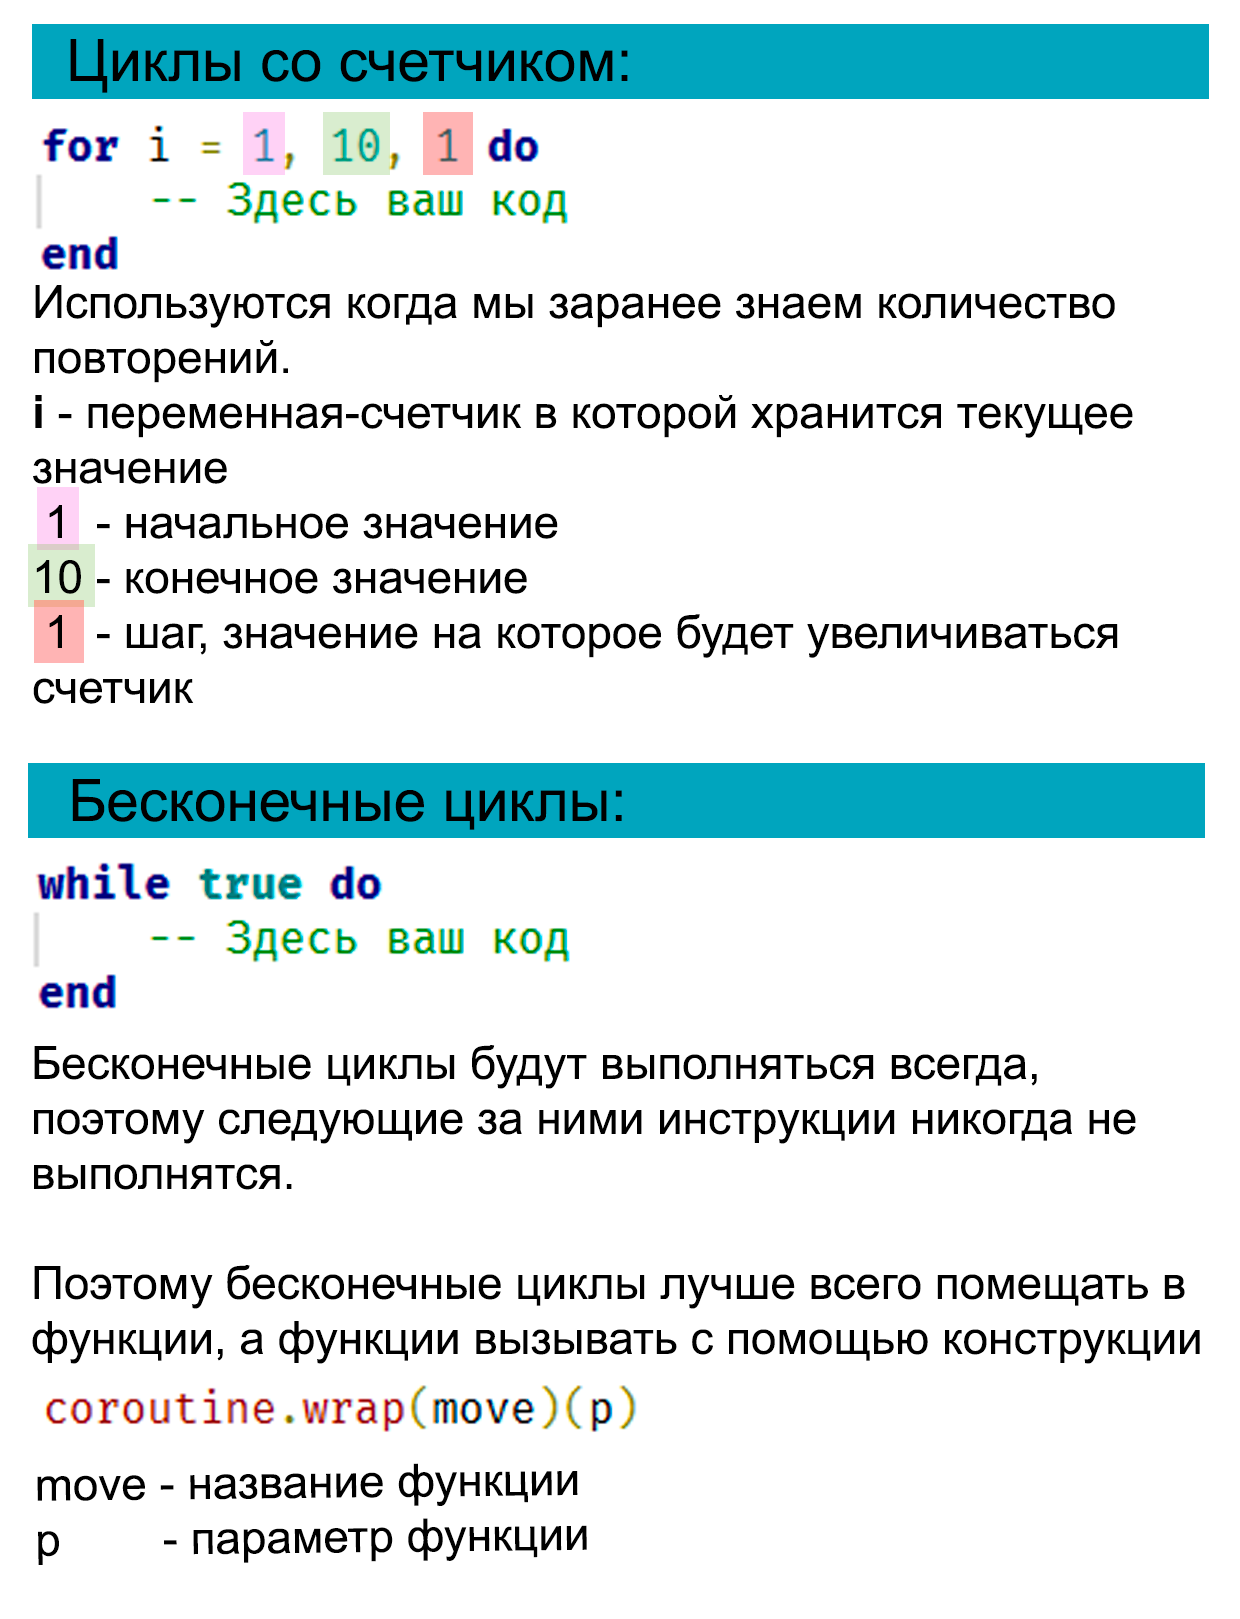 Циклы со счетчиком:
for i = 1, 10, 1 do
-- Здесь ваш код
end
Используются когда мы заранее знаем количество
повторений.
i - переменная-счетчик в которой хранится текущее
значение
1 - начальное значение
10 - конечное значение
1 - шаг, значение на которое будет увеличиваться
счетчик
Бесконечные циклы:
while true do
-- Здесь ваш код
end
Бесконечные циклы будут выполняться всегда,
поэтому следующие за ними инструкции никогда не
выполнятся.
Поэтому бесконечные циклы лучше всего помещать в
функции, а функции вызывать с помощью конструкции
coroutine.wrap(move)(p)
move - название функции
p - параметр функции